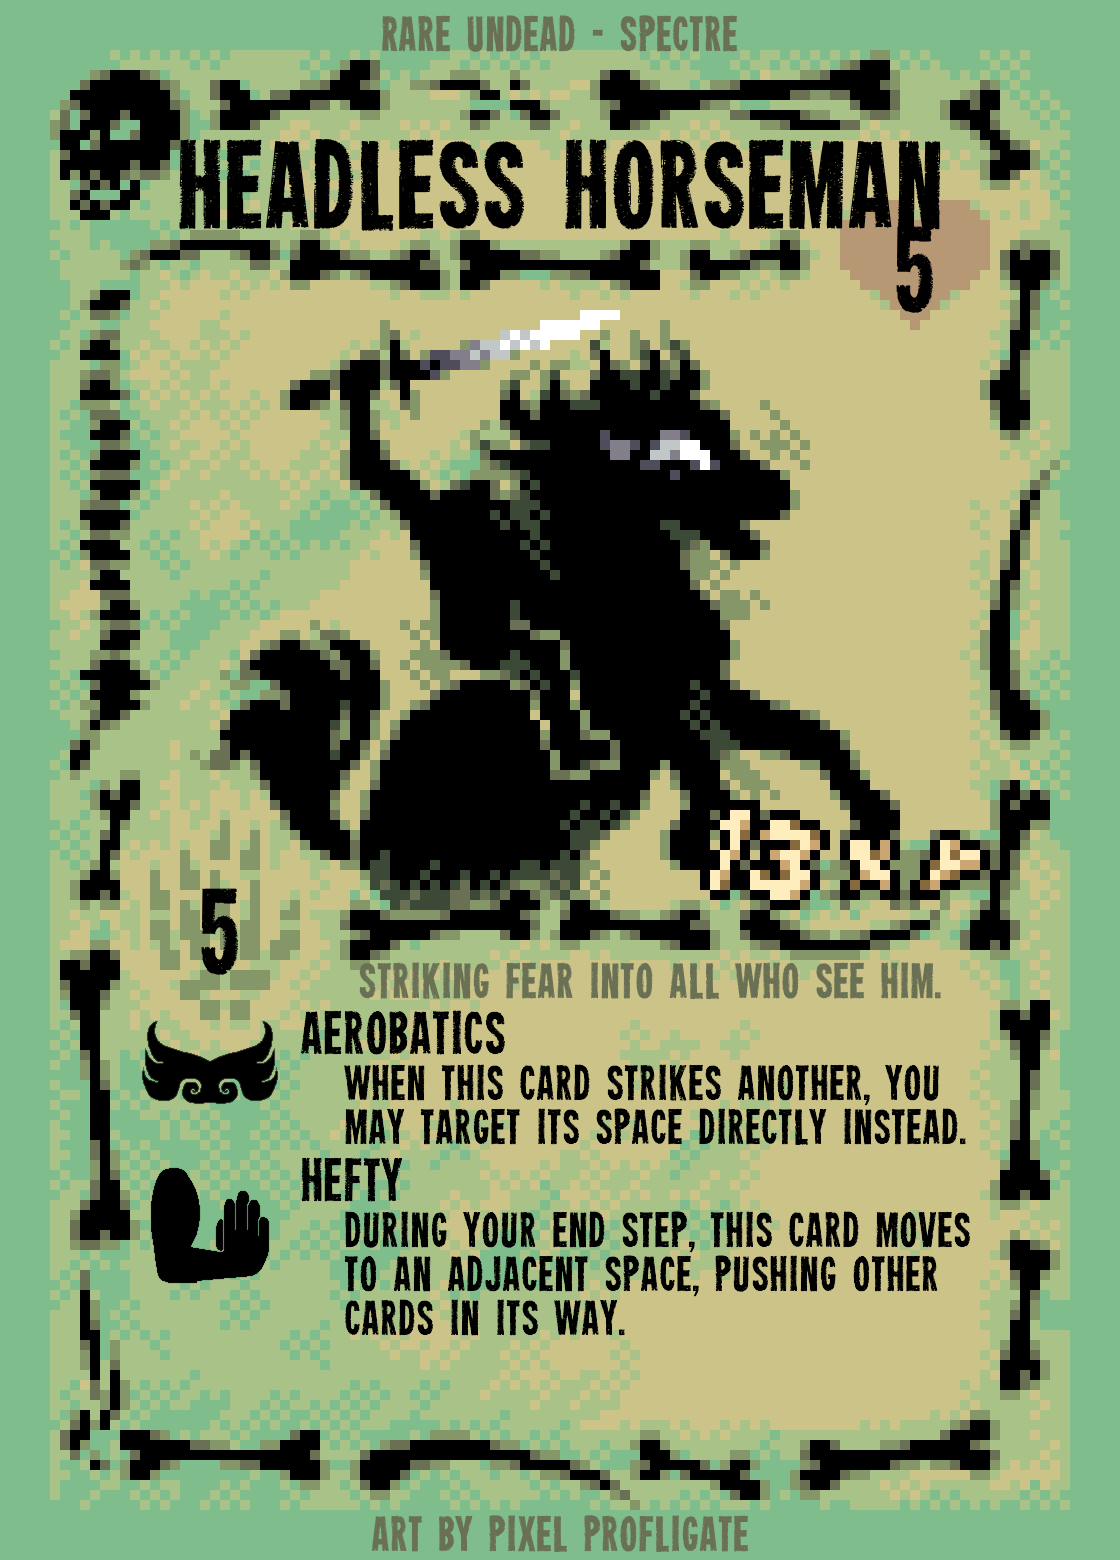 RARE UNDEAD - SPECTRE
HEADLESS HORSEMAN
5
13 XP
5
STRIKING FEAR INTO ALL WHO SEE HIM.
AEROBATICS
WHEN THIS CARD STRIKES ANOTHER, YOU
MAY TARGET ITS SPACE DIRECTLY INSTEAD.
HEFTY
DURING YOUR END STEP, THIS CARD MOVES
TO AN ADJACENT SPACE, PUSHING OTHER
CARDS IN ITS WAY.
ART BY PIXEL PROFLIGATE